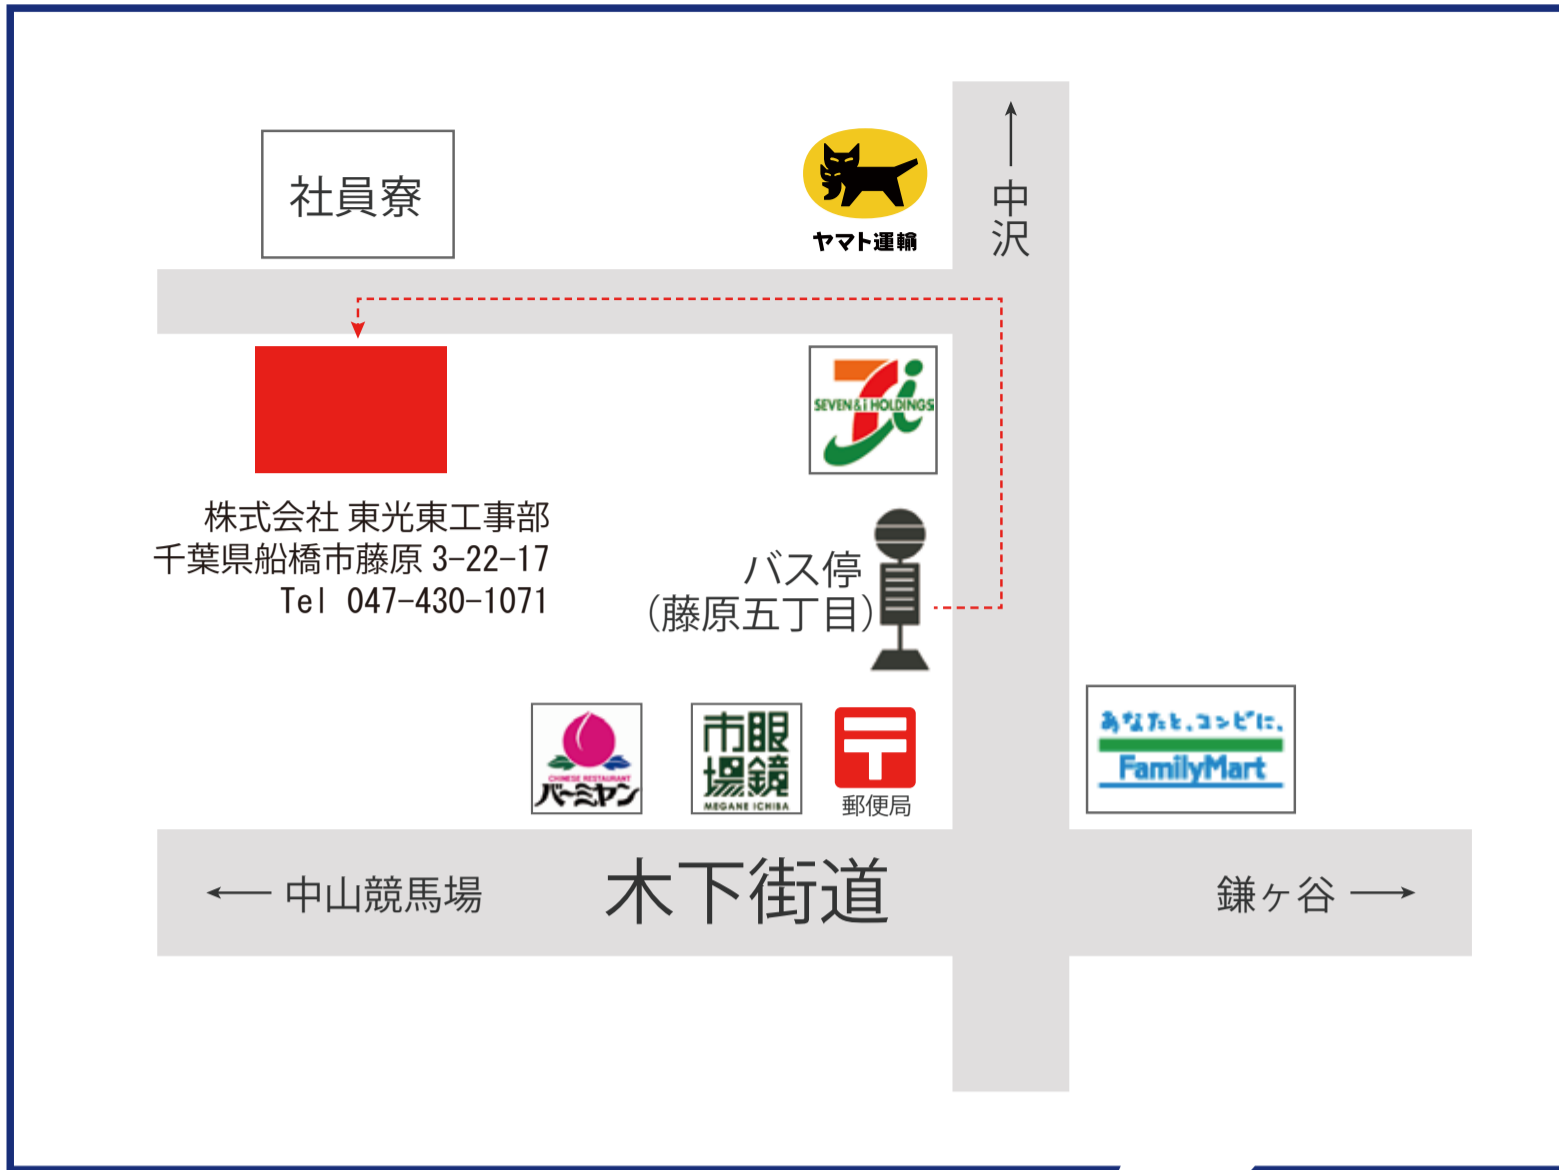 社員寮
ヤマト運輸
中沢
SEVEN & i HOLDINGS
株式会社 東光東工事部
千葉県船橋市藤原 3-22-17
Tel 047-430-1071
バス停
(藤原五丁目)
CHINESE RESTAURANT
バーミヤン
眼鏡
市場
MEGANE ICHIBA
郵便局
あなたと、コンビに、
FamilyMart
中山競馬場
木下街道
鎌ヶ谷